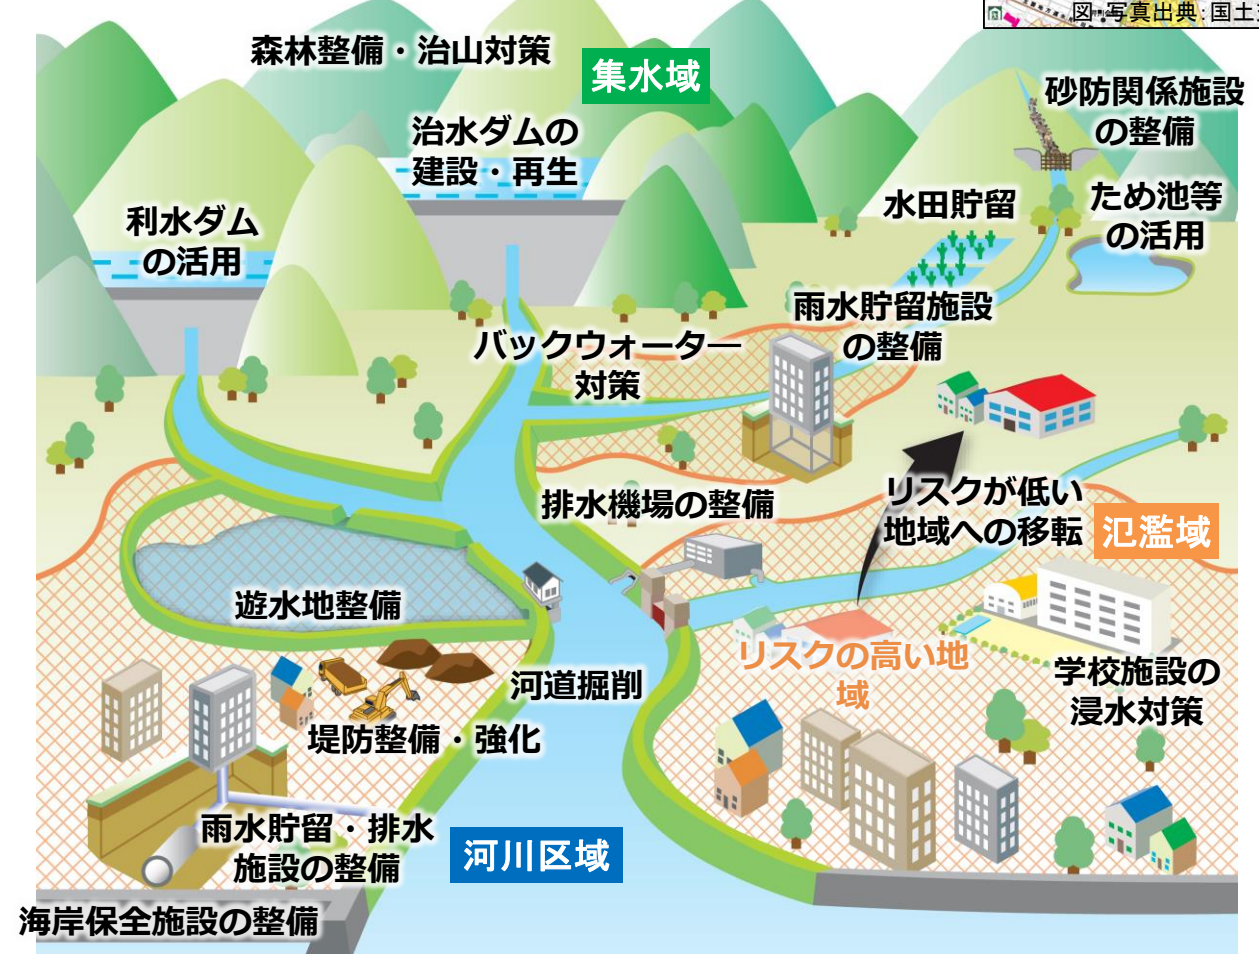 図・写真出典:国土
森林整備・治山対策
集水域
砂防関係施設
の整備
治水ダムの
建設・再生
利水ダム
の活用
水田貯留
ため池等
の活用
雨水貯留施設
の整備
バックウォーター
対策
排水機場の整備
リスクが低い
地域への移転
氾濫域
遊水地整備
リスクの高い地
域
学校施設の
浸水対策
河道掘削
堤防整備・強化
雨水貯留・排水
施設の整備
河川区域
海岸保全施設の整備